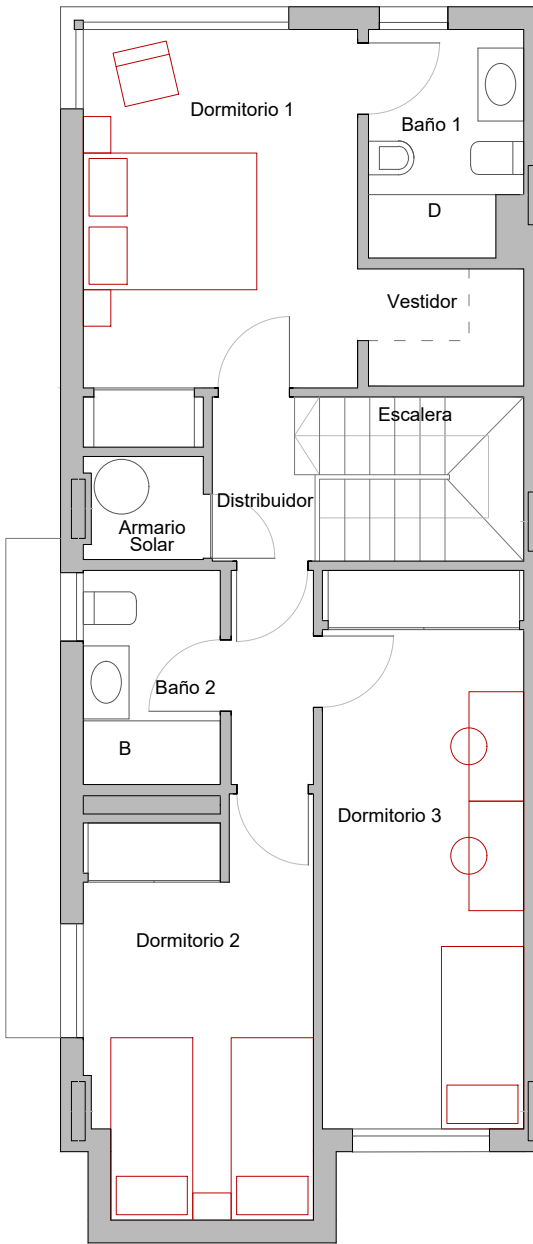 Dormitorio 1
Baño 1
D
Vestidor
Escalera
Distribuidor
Armario
Solar
Baño 2
B
Dormitorio 3
Dormitorio 2